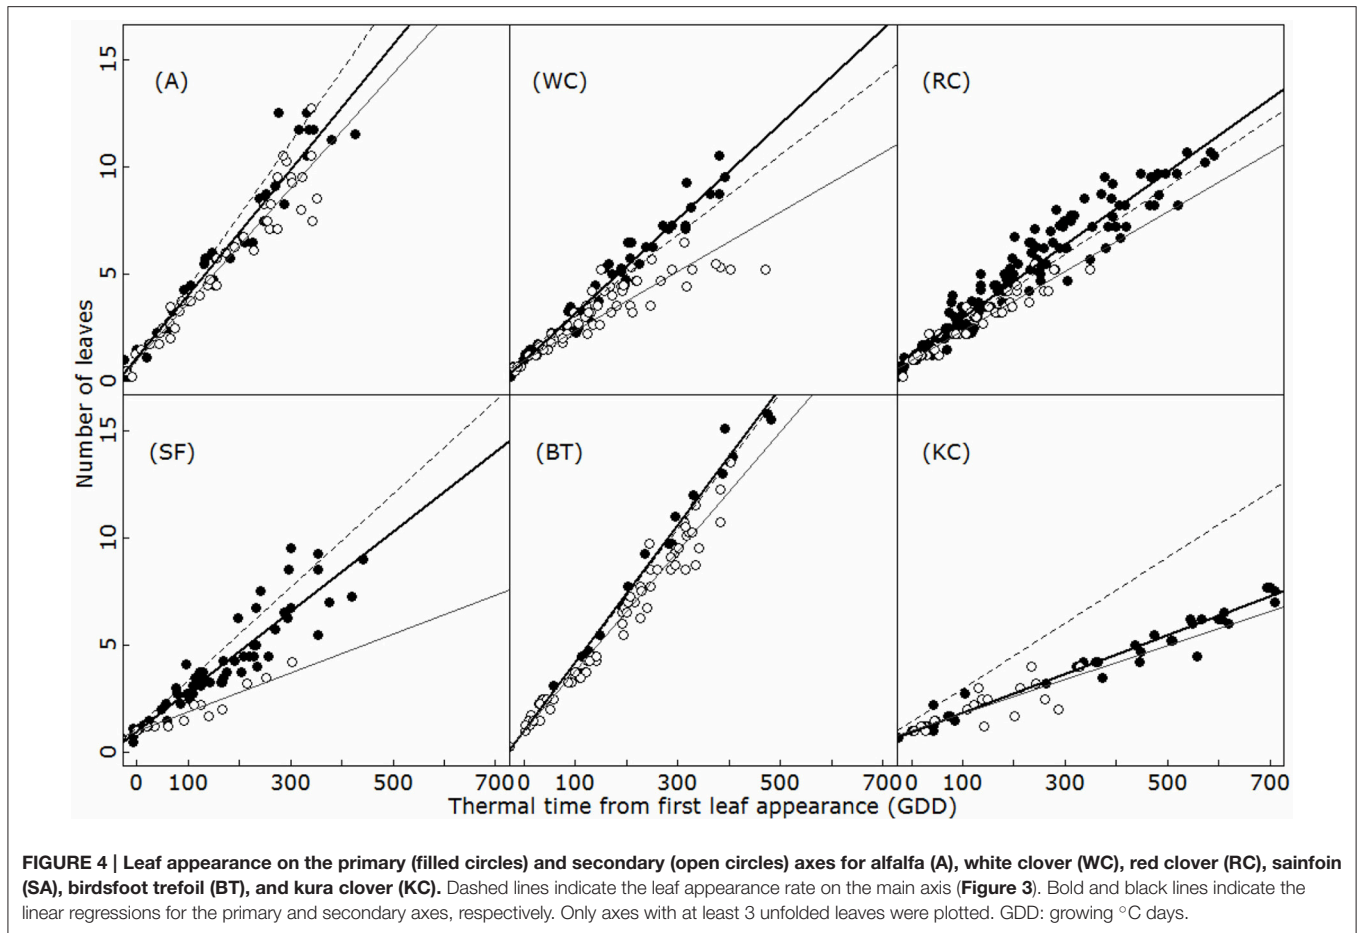 (A)
(WC)
(RC)
15
10
5
0
Number of leaves
(SF)
(BT)
(KC)
15
10
5
0
0 100 300 500 700 0 100 300 500 700 0 100 300 500 700
Thermal time from first leaf appearance (GDD)
FIGURE 4 | Leaf appearance on the primary (filled circles) and secondary (open circles) axes for alfalfa (A), white clover (WC), red clover (RC), sainfoin
(SA), birdsfoot trefoil (BT), and kura clover (KC). Dashed lines indicate the leaf appearance rate on the main axis (Figure 3). Bold and black lines indicate the
linear regressions for the primary and secondary axes, respectively. Only axes with at least 3 unfolded leaves were plotted. GDD: growing °C days.